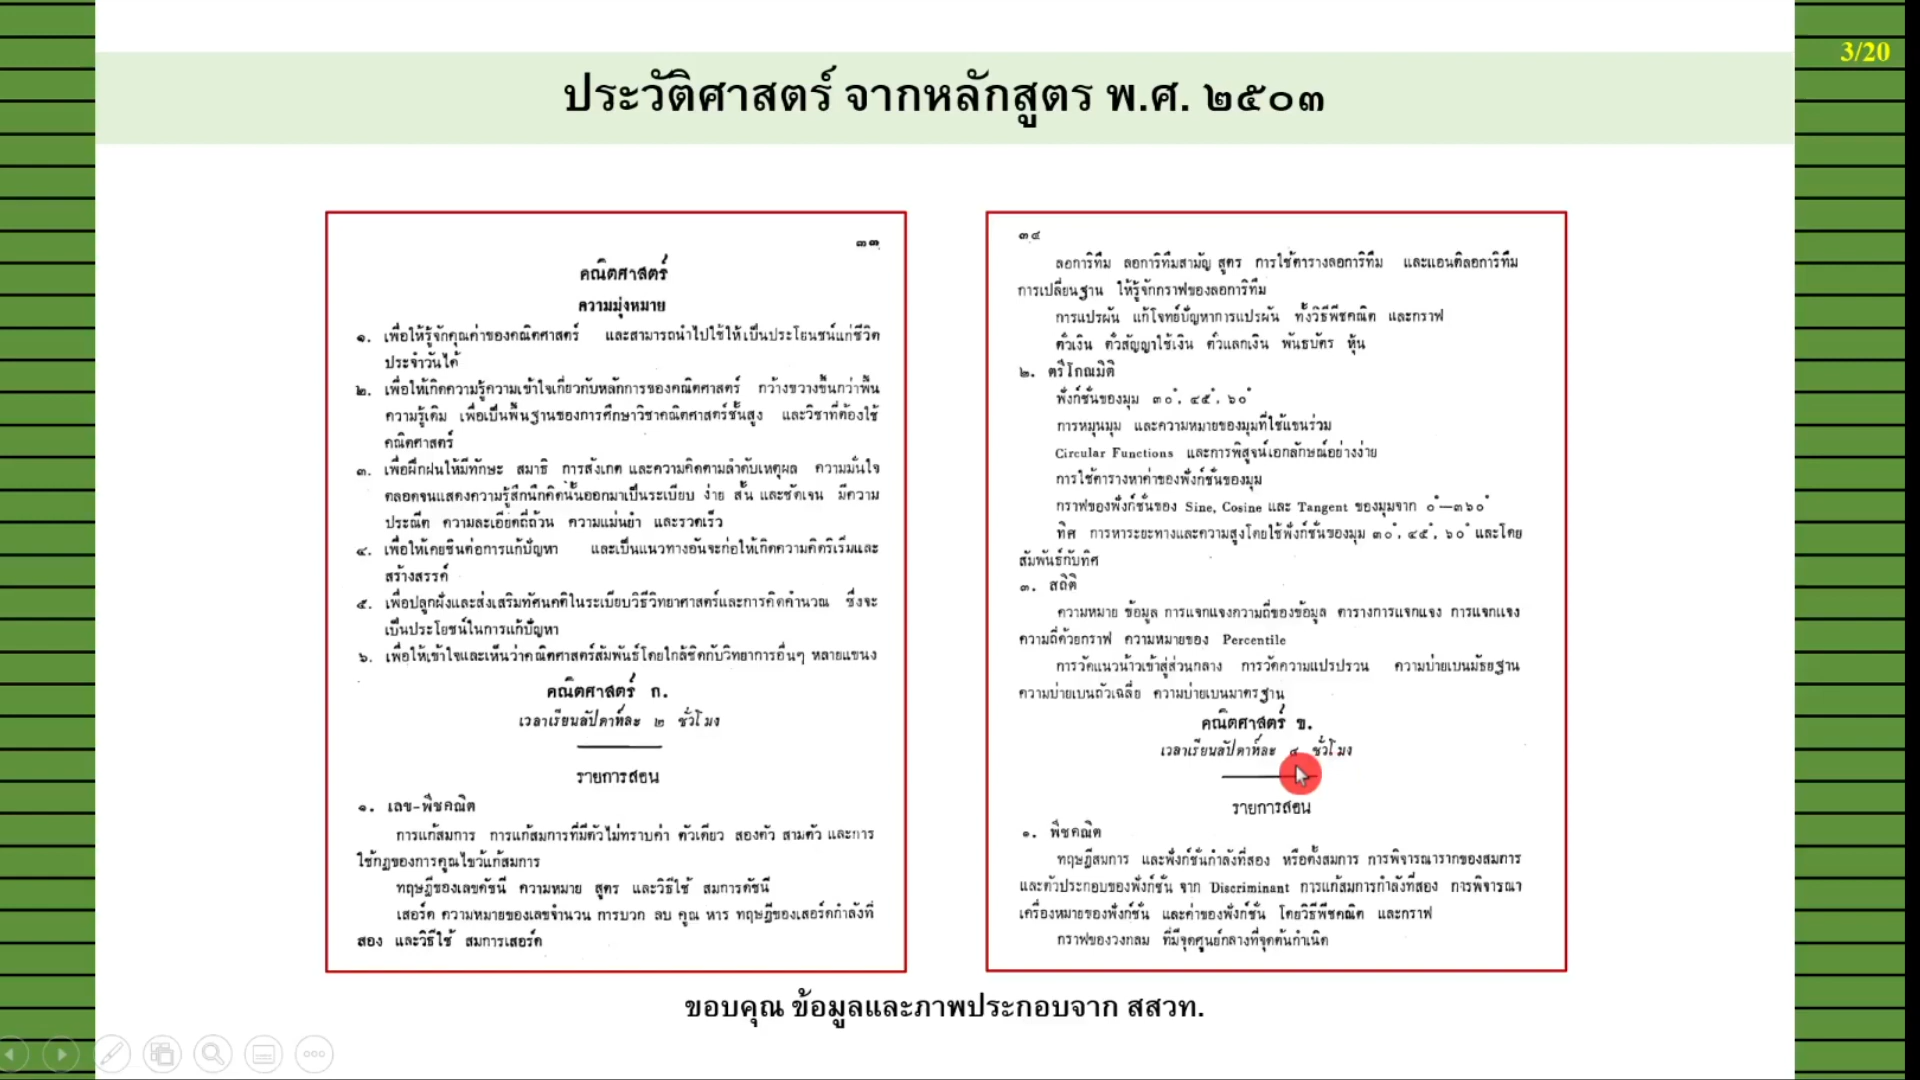 3/20
ประวัติศาสตร์ จากหลักสูตร พ.ศ. ๒๕๐๓
๓๓
คณิตศาสตร์
ความมุ่งหมาย
๑. เพื่อให้รู้จักคุณค่าของคณิตศาสตร์ และสามารถนำไปใช้ให้เป็นประโยชน์แก่ชีวิต
ประจำวันได้
๒. เพื่อให้เกิดความรู้ความเข้าใจเกี่ยวกับหลักการของคณิตศาสตร์ กว้างขวางขึ้นกว่าพื้น
ความรู้เดิม เพื่อเป็นพื้นฐานของการศึกษาวิชาคณิตศาสตร์ชั้นสูง และวิชาที่ต้องใช้
คณิตศาสตร์
๓. เพื่อฝึกฝนให้มีทักษะ สมาธิ การสังเกต และความคิดตามลำดับเหตุผล ความมั่นใจ
ตลอดจนแสดงความรู้สึกนึกคิดนั้นออกมาเป็นระเบียบ ง่าย สั้น และชัดเจน มีความ
ประณีต ความละเอียดถี่ถ้วน ความแม่นยำ และรวดเร็ว
๔. เพื่อให้เคยชินต่อการแก้ปัญหา และเป็นแนวทางอันจะก่อให้เกิดความคิดริเริ่มและ
สร้างสรรค์
๕. เพื่อปลูกฝังและส่งเสริมทัศนคติในระเบียบวิธีวิทยาศาสตร์และการคิดคำนวณ ซึ่งจะ
เป็นประโยชน์ในการแก้ปัญหา
๖. เพื่อให้เข้าใจและเห็นว่าคณิตศาสตร์สัมพันธ์โดยใกล้ชิดกับวิทยาการอื่นๆ หลายแขนง
คณิตศาสตร์ ก.
เวลาเรียนสัปดาห์ละ ๒ ชั่วโมง
รายการสอน
๑. เลข-พีชคณิต
การแก้สมการ การแก้สมการที่มีตัวไม่ทราบค่า ตัวเดียว สองตัว สามตัว และการ
ใช้กฎของการคูณไขว้แก้สมการ
ทฤษฎีของเลขดัชนี ความหมาย สูตร และวิธีใช้ สมการดัชนี
เสอร์ด ความหมายของเลขจำนวน การบวก ลบ คูณ หาร ทฤษฎีของเสอร์ดกำลังที่
สอง และวิธีใช้ สมการเสอร์ด
๓๔
ลอการิทึม ลอการิทึมสามัญ สูตร การใช้ตารางลอการิทึม และแอนติลอการิทึม
การเปลี่ยนฐาน ให้รู้จักกราฟของลอการิทึม
การแปรผัน แก้โจทย์ปัญหาการแปรผัน ทั้งวิธีพีชคณิต และกราฟ
ตั๋วเงิน ตั๋วสัญญาใช้เงิน ตั๋วแลกเงิน พันธบัตร หุ้น
๒. ตรีโกณมิติ
ฟังก์ชั่นของมุม ๓๐°, ๔๕°, ๖๐°
การหมุนมุม และความหมายของมุมที่ใช้แขนร่วม
Circular Functions และการพิสูจน์เอกลักษณ์อย่างง่าย
การใช้ตารางหาค่าของฟังก์ชั่นของมุม
กราฟของฟังก์ชั่นของ Sine, Cosine และ Tangent ของมุมจาก ๐°—๓๖๐°
ทิศ การหาระยะทางและความสูงโดยใช้ฟังก์ชั่นของมุม ๓๐°, ๔๕°, ๖๐° และโดย
สัมพันธ์กับทิศ
๓. สถิติ
ความหมาย ข้อมูล การแจกแจงความถี่ของข้อมูล ตารางการแจกแจง การแจกแจง
ความถี่ด้วยกราฟ ความหมายของ Percentile
การวัดแนวน้าวเข้าสู่ส่วนกลาง การวัดความแปรปรวน ความบ่ายเบนมัธยฐาน
ความบ่ายเบนถัวเฉลี่ย ความบ่ายเบนมาตรฐาน
คณิตศาสตร์ ข.
เวลาเรียนสัปดาห์ละ ๔ ชั่วโมง
รายการสอน
๑. พีชคณิต
ทฤษฎีสมการ และฟังก์ชั่นกำลังที่สอง หรือตั้งสมการ การพิจารณารากของสมการ
และตัวประกอบของฟังก์ชั่น จาก Discriminant การแก้สมการกำลังที่สอง การพิจารณา
เครื่องหมายของฟังก์ชั่น และค่าของฟังก์ชั่น โดยวิธีพีชคณิต และกราฟ
กราฟของวงกลม ที่มีจุดศูนย์กลางที่จุดต้นกำเนิด
ขอบคุณ ข้อมูลและภาพประกอบจาก สสวท.